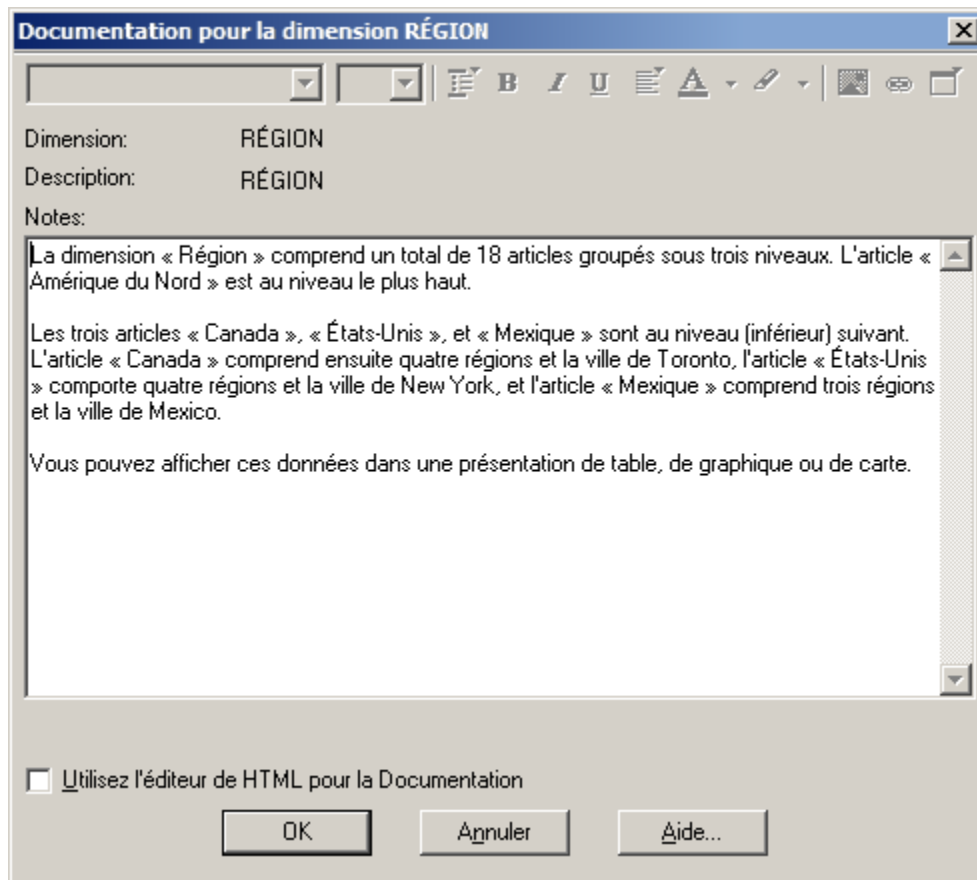 Documentation pour la dimension RÉGION
Dimension: RÉGION
Description: RÉGION
Notes:
La dimension « Région » comprend un total de 18 articles groupés sous trois niveaux. L'article «
Amérique du Nord » est au niveau le plus haut.
Les trois articles « Canada », « États-Unis », et « Mexique » sont au niveau (inférieur) suivant.
L'article « Canada » comprend ensuite quatre régions et la ville de Toronto, l'article « États-Unis
» comporte quatre régions et la ville de New York, et l'article « Mexique » comprend trois régions
et la ville de Mexico.
Vous pouvez afficher ces données dans une présentation de table, de graphique ou de carte.
Utilisez l'éditeur de HTML pour la Documentation
OK Annuler Aide...